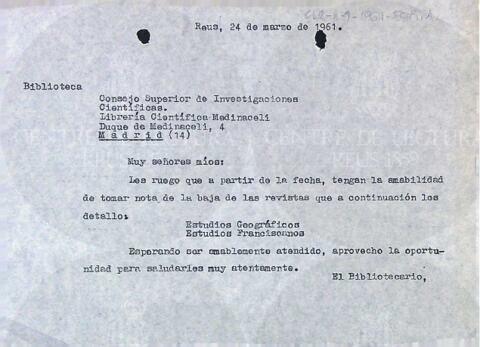 Reus, 24 de marzo de 1961.
Biblioteca
Consejo Superior de Investigaciones
Científicas.
Librería Científica Medinaceli
Duque de Medinaceli, 4
Madrid (14)
Muy señores míos:
Les ruego que a partir de la fecha, tengan la amabilidad
de tomar nota de la baja de las revistas que a continuación les
detallo:
Estudios Geográficos
Estudios Franciscanos
Esperando ser amablemente atendido, aprovecho la oportu-
nidad para saludarles muy atentamente.
El Bibliotecario,